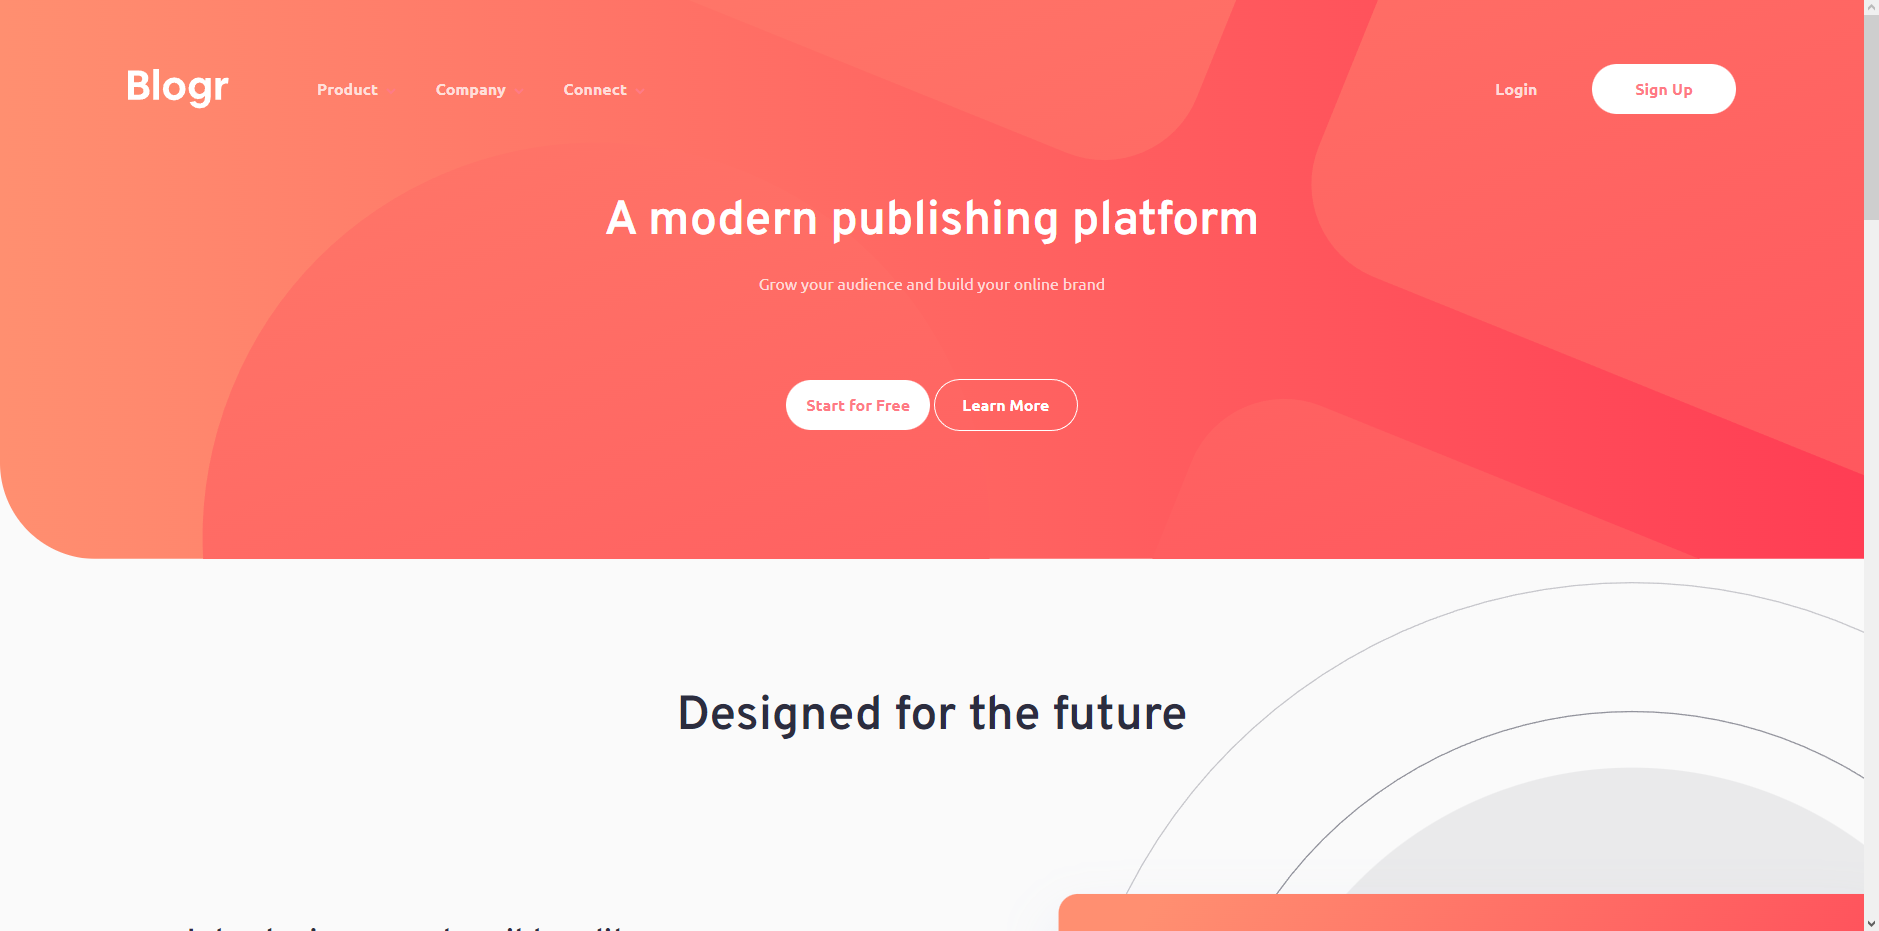 Blogr
Product
Company
Connect
Login
Sign Up
A modern publishing platform
Grow your audience and build your online brand
Start for Free
Learn More
Designed for the future